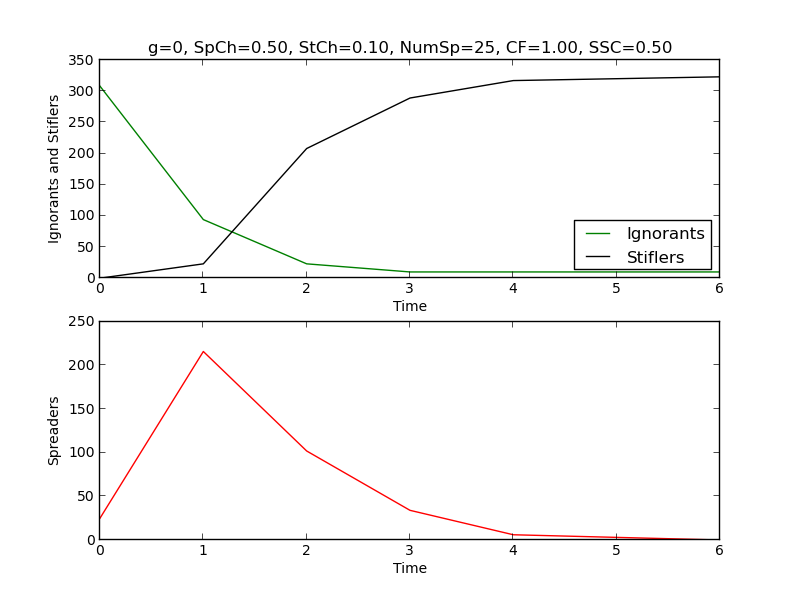 g=0, SpCh=0.50, StCh=0.10, NumSp=25, CF=1.00, SSC=0.50
350
300
250
200
150
100
50
0
Ignorants and Stiflers
Ignorants
Stiflers
0 1 2 3 4 5 6
Time
250
200
150
100
50
0
Spreaders
0 1 2 3 4 5 6
Time